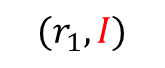 (r₁, I)